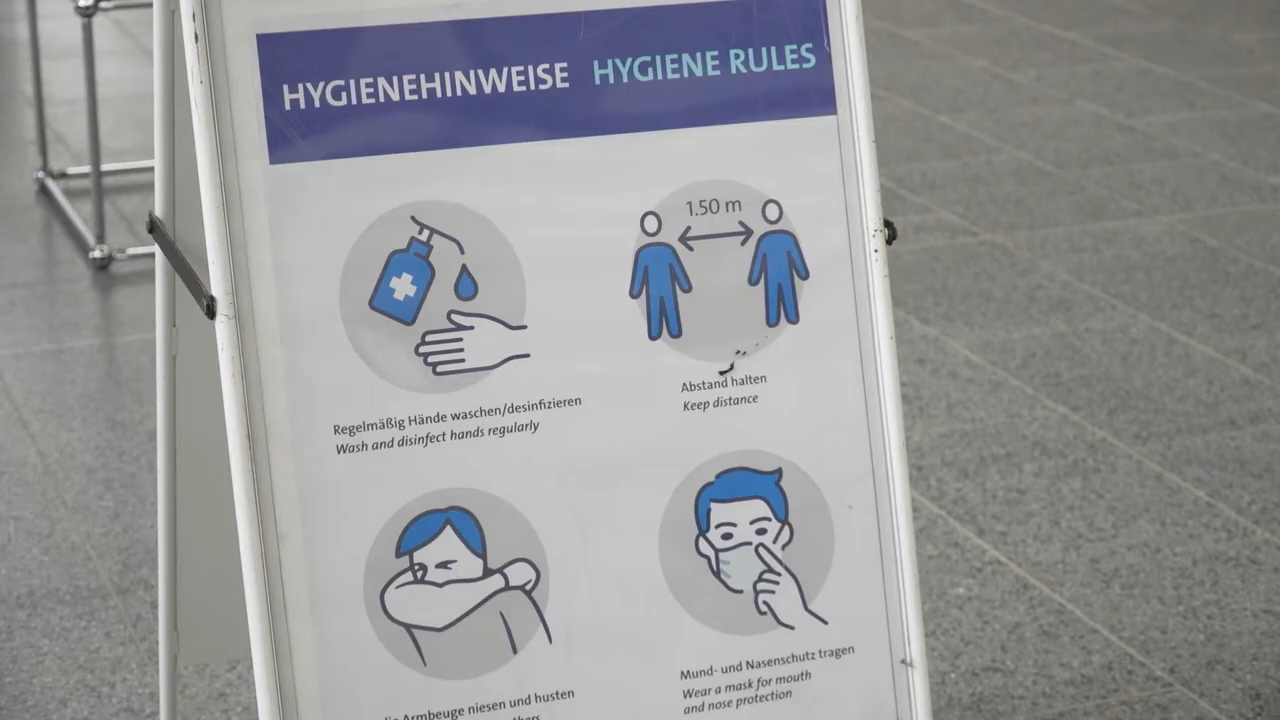 HYGIENEHINWEISE HYGIENE RULES
1.50 m
Regelmäßig Hände waschen/desinfizieren
Wash and disinfect hands regularly
Abstand halten
Keep distance
Armbeuge niesen und husten
Mund- und Nasenschutz tragen
Wear a mask for mouth
and nose protection